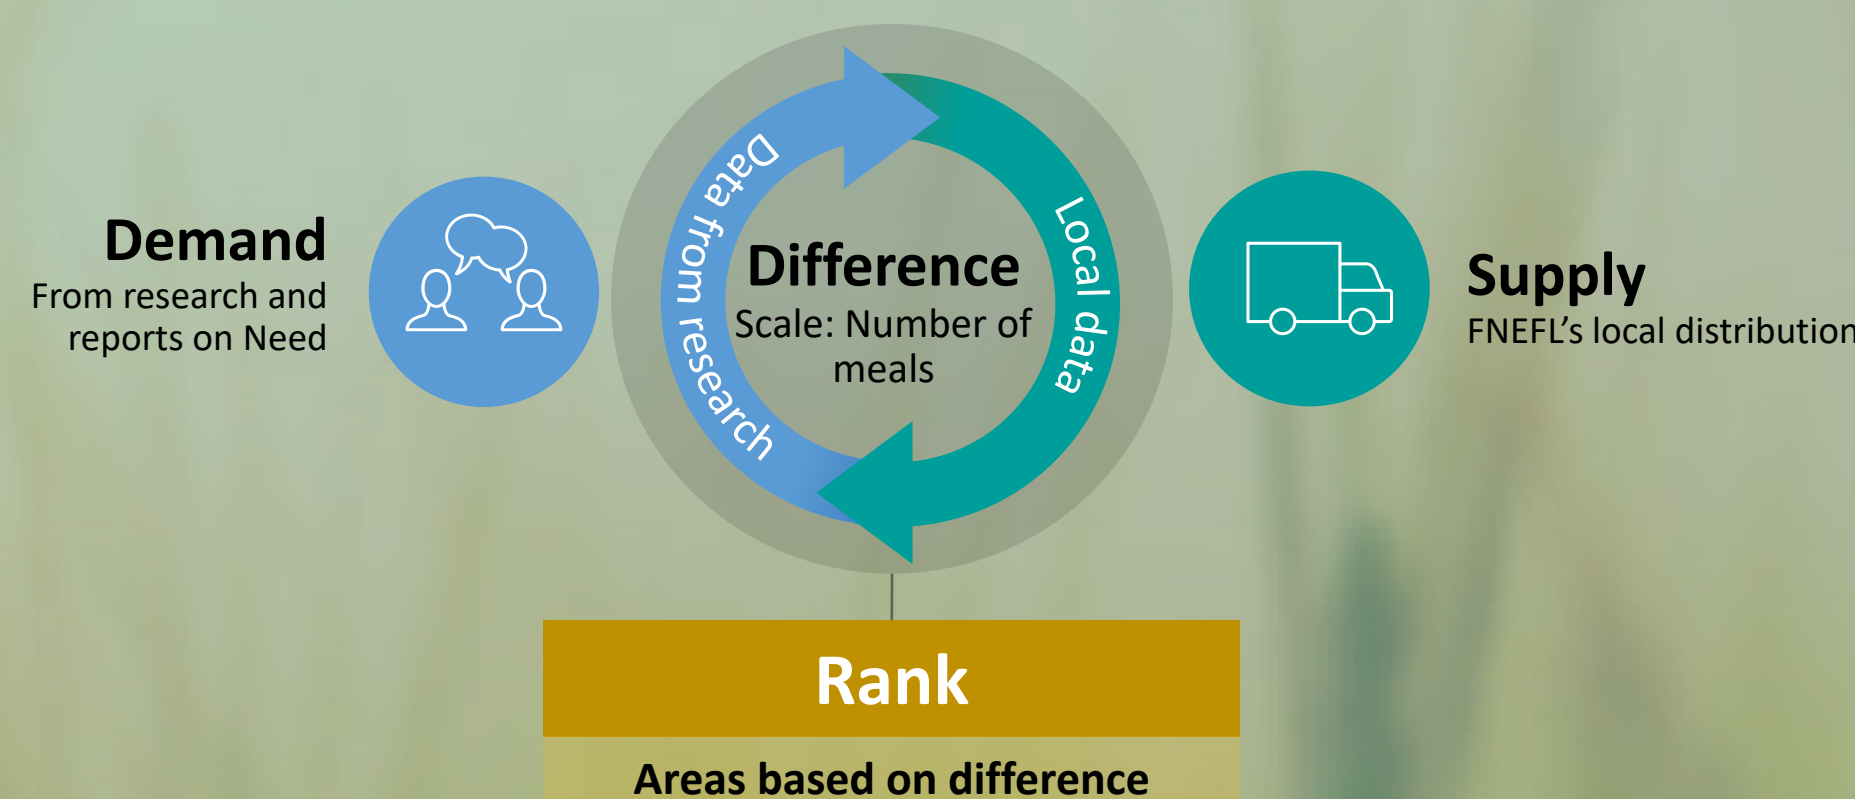 Demand
From research and
reports on Need
Data from research
Difference
Scale: Number of
meals
Local data
Supply
FNEFL’s local distribution
Rank
Areas based on difference